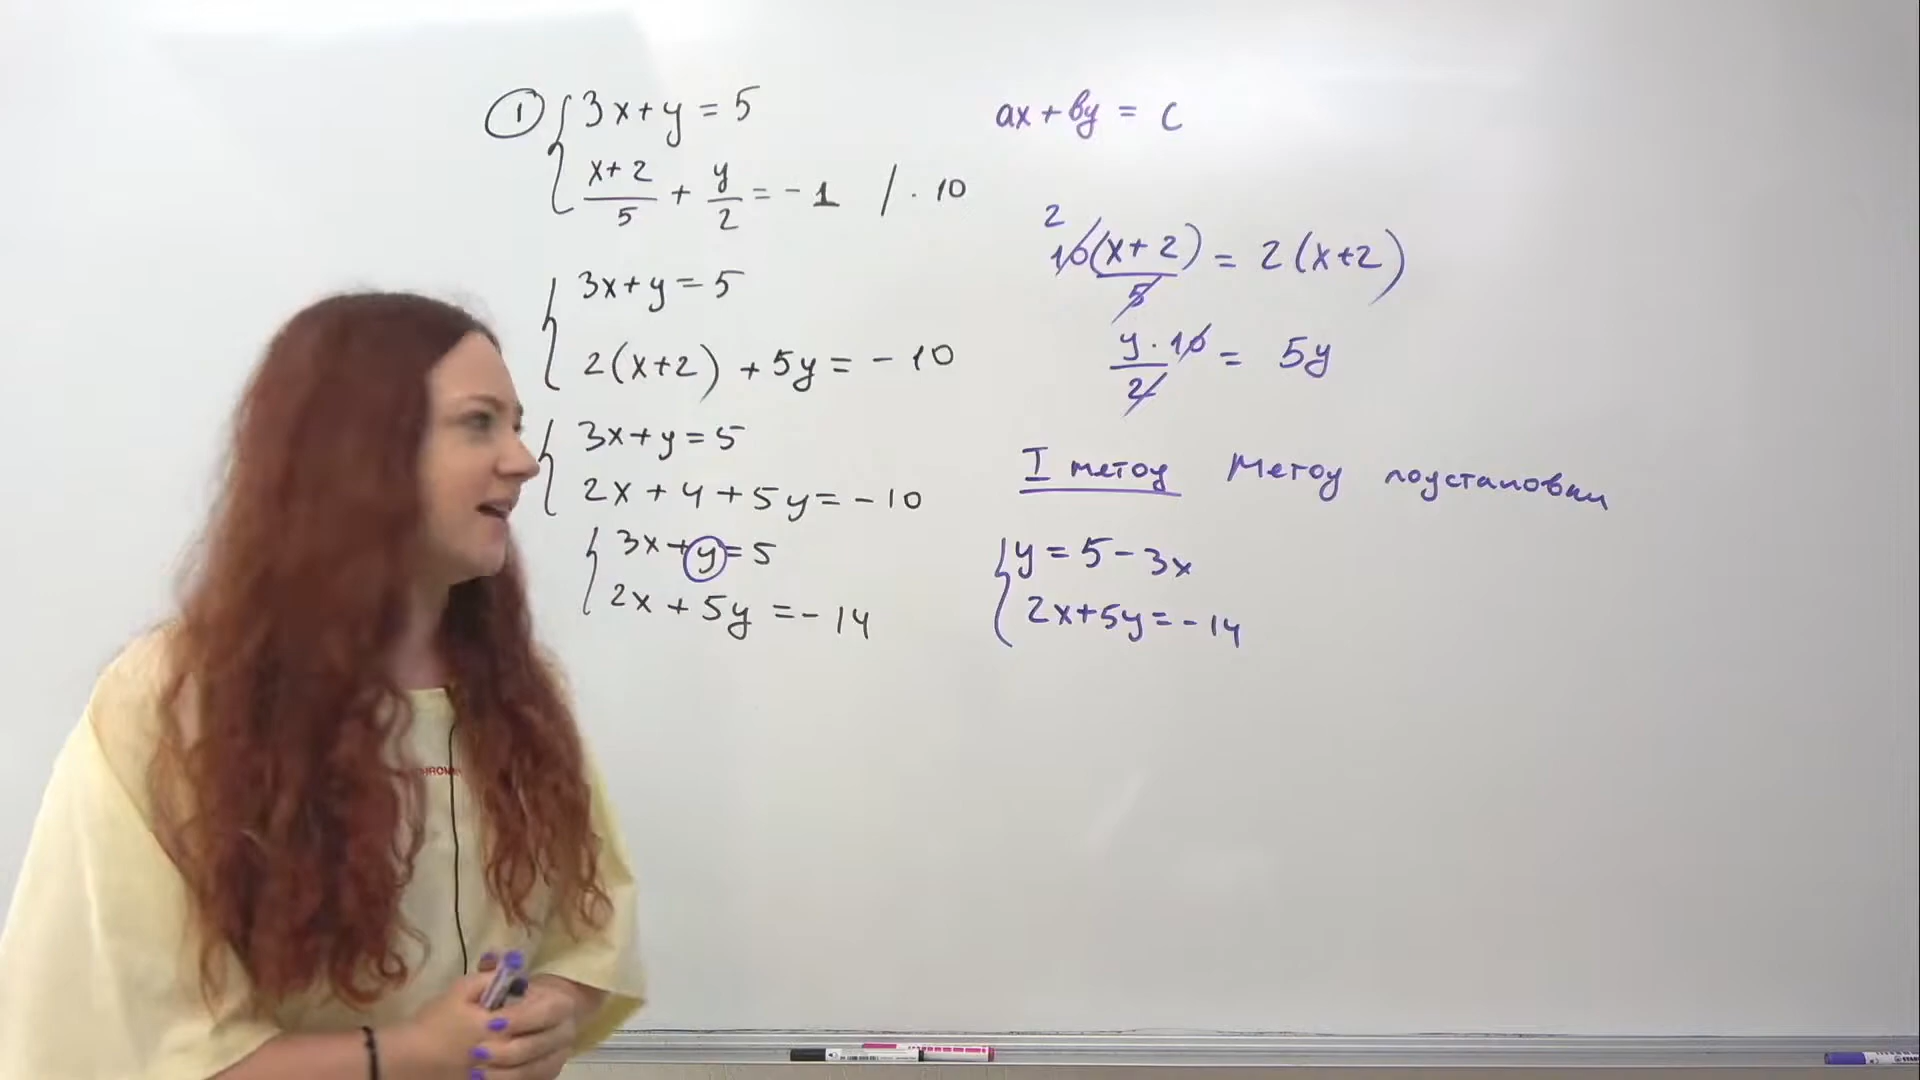 ① 3x + y = 5
x+2/5 + y/2 = -1 / · 10
3x + y = 5
2(x+2) + 5y = -10
3x + y = 5
2x + 4 + 5y = -10
3x + y = 5
2x + 5y = -14
ax + by = c
2
10(x+2)/5 = 2(x+2)
y · 10/2 = 5y
I метод Метод подстановки
y = 5 - 3x
2x + 5y = -14